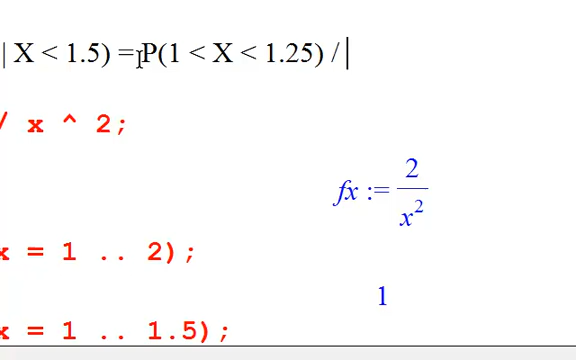 | X < 1.5) = P(1 < X < 1.25) / |
/ x ^ 2;
fx := 2/x^2
x = 1 .. 2);
1
x = 1 .. 1.5);